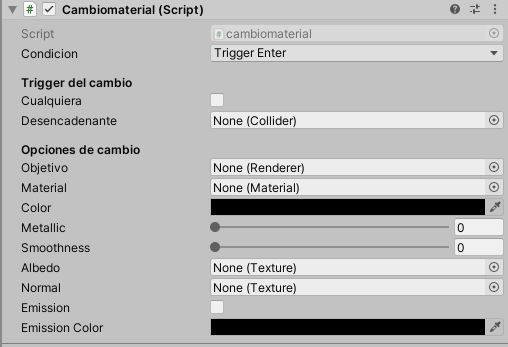 Cambiomaterial (Script)
Script cambiomaterial
Condicion Trigger Enter
Trigger del cambio
Cualquiera
Desencadenante None (Collider)
Opciones de cambio
Objetivo None (Renderer)
Material None (Material)
Color
Metallic 0
Smoothness 0
Albedo None (Texture)
Normal None (Texture)
Emission
Emission Color